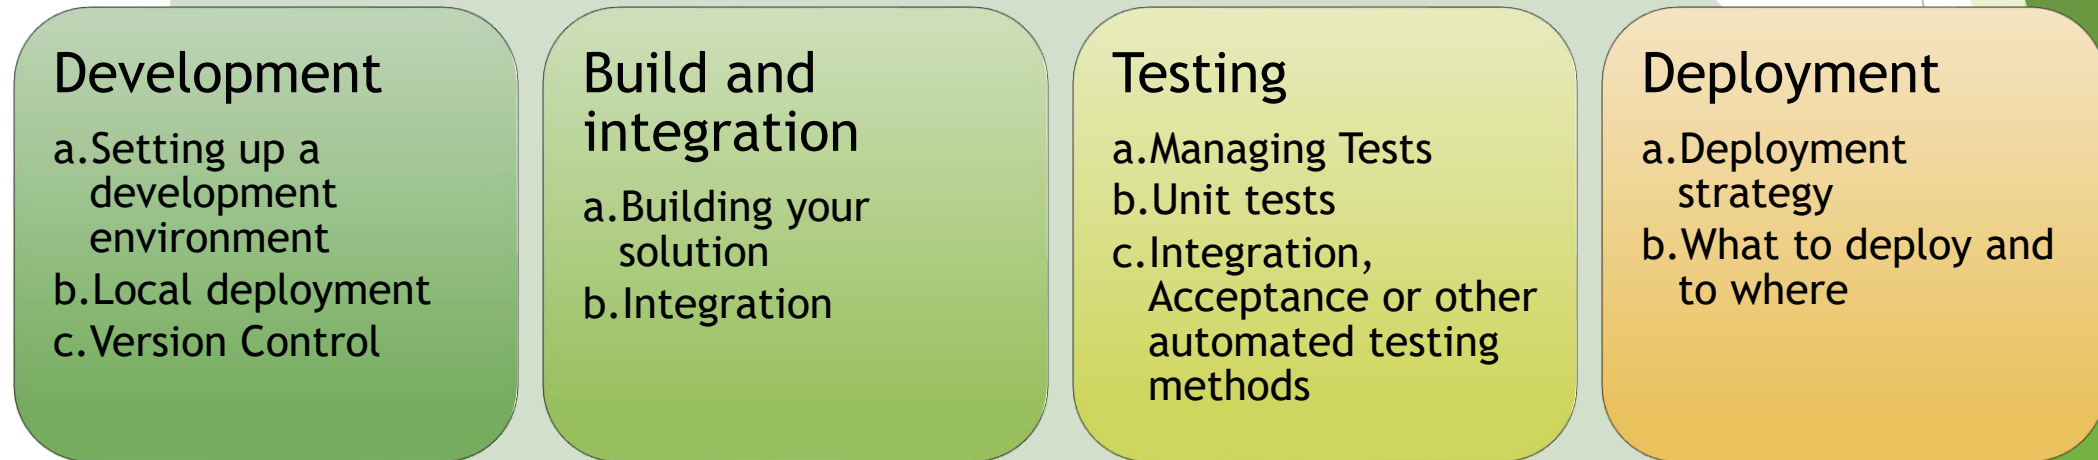 Development
a.Setting up a
development
environment
b.Local deployment
c.Version Control
Build and
integration
a.Building your
solution
b.Integration
Testing
a.Managing Tests
b.Unit tests
c.Integration,
Acceptance or other
automated testing
methods
Deployment
a.Deployment
strategy
b.What to deploy and
to where